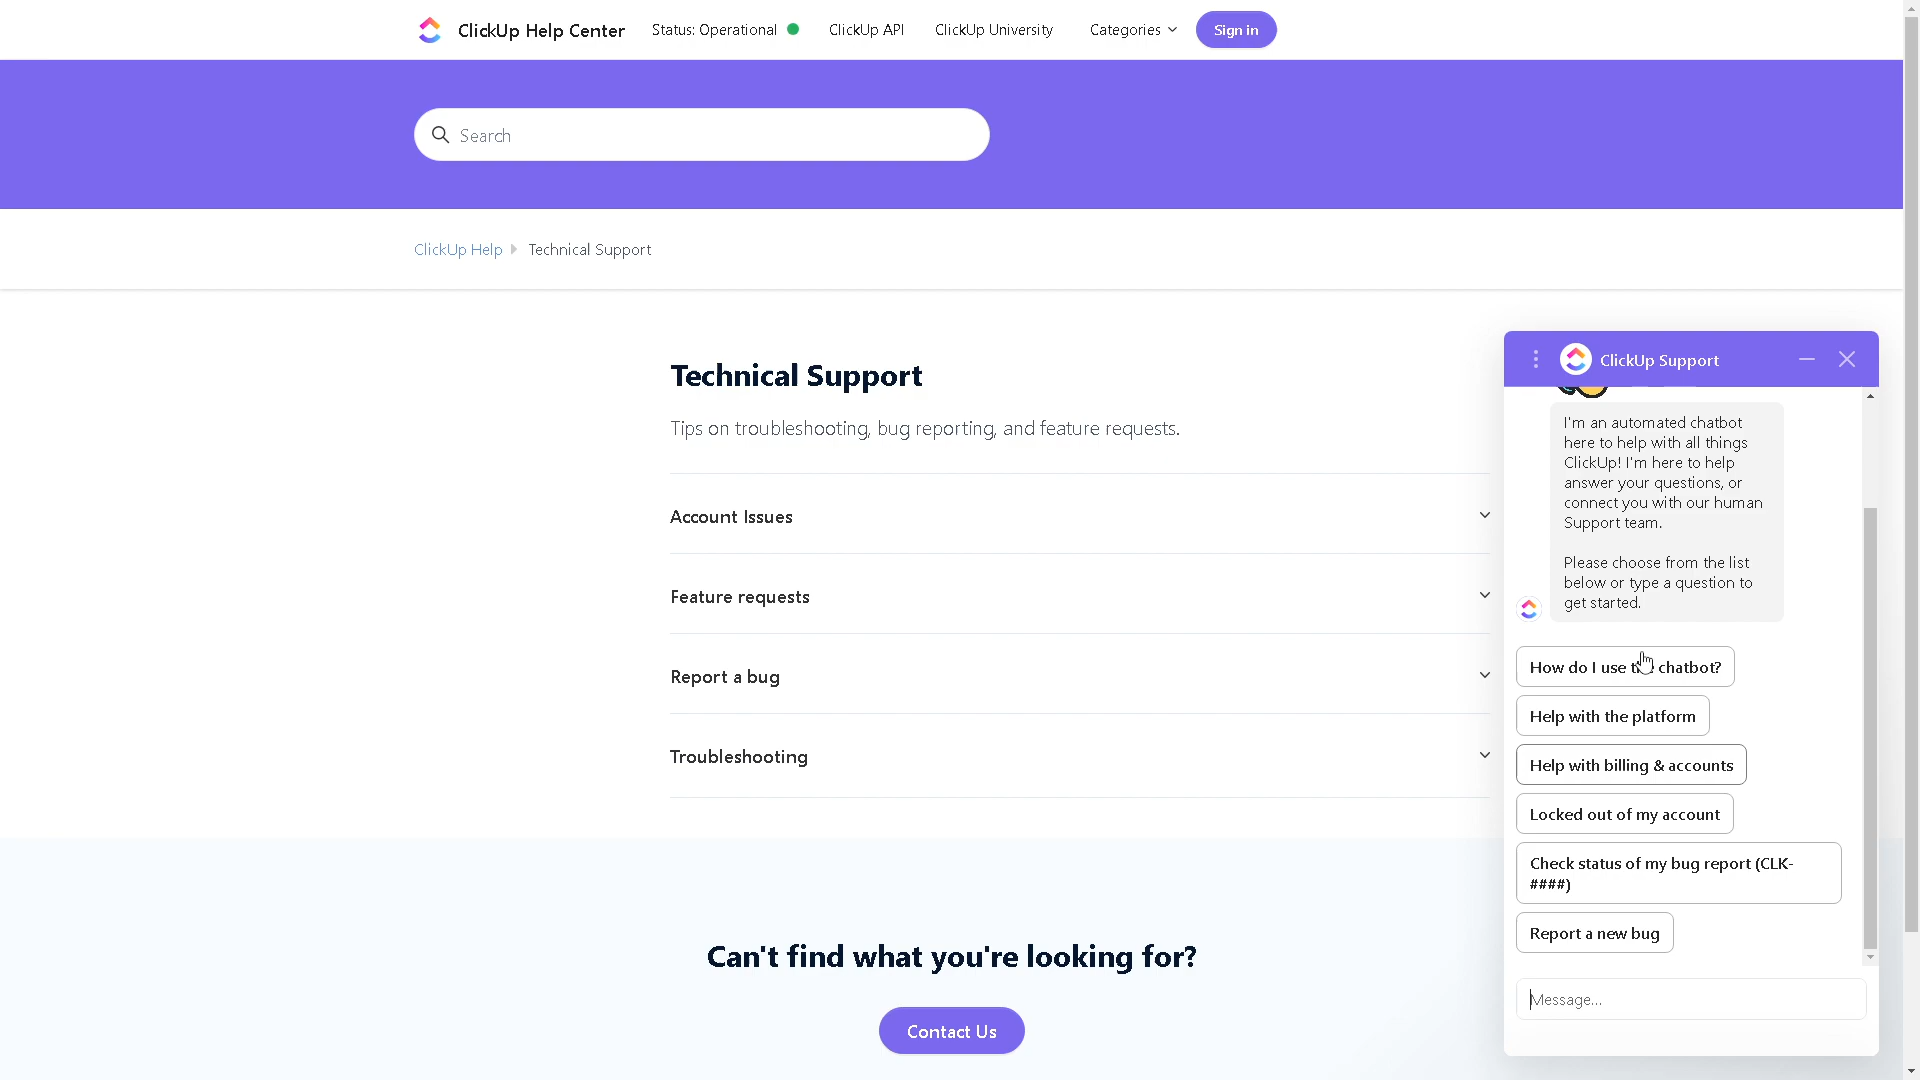 ClickUp Help Center
Status: Operational
ClickUp API
ClickUp University
Categories
Sign in
Search
ClickUp Help
Technical Support
Technical Support
Tips on troubleshooting, bug reporting, and feature requests.
Account Issues
Feature requests
Report a bug
Troubleshooting
Can't find what you're looking for?
Contact Us
ClickUp Support
I'm an automated chatbot
here to help with all things
ClickUp! I'm here to help
answer your questions, or
connect you with our human
Support team.
Please choose from the list
below or type a question to
get started.
How do I use the chatbot?
Help with the platform
Help with billing & accounts
Locked out of my account
Check status of my bug report (CLK-
####)
Report a new bug
Message...